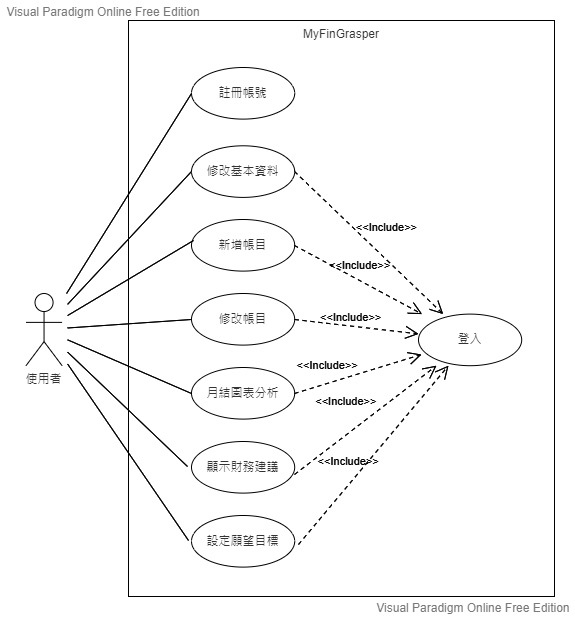 Visual Paradigm Online Free Edition
MyFinGrasper
註冊帳號
修改基本資料
<<Include>>
新增帳目
<<Include>>
修改帳目
<<Include>>
登入
使用者
月結圖表分析
<<Include>>
<<Include>>
顯示財務建議
<<Include>>
設定願望目標
Visual Paradigm Online Free Edition